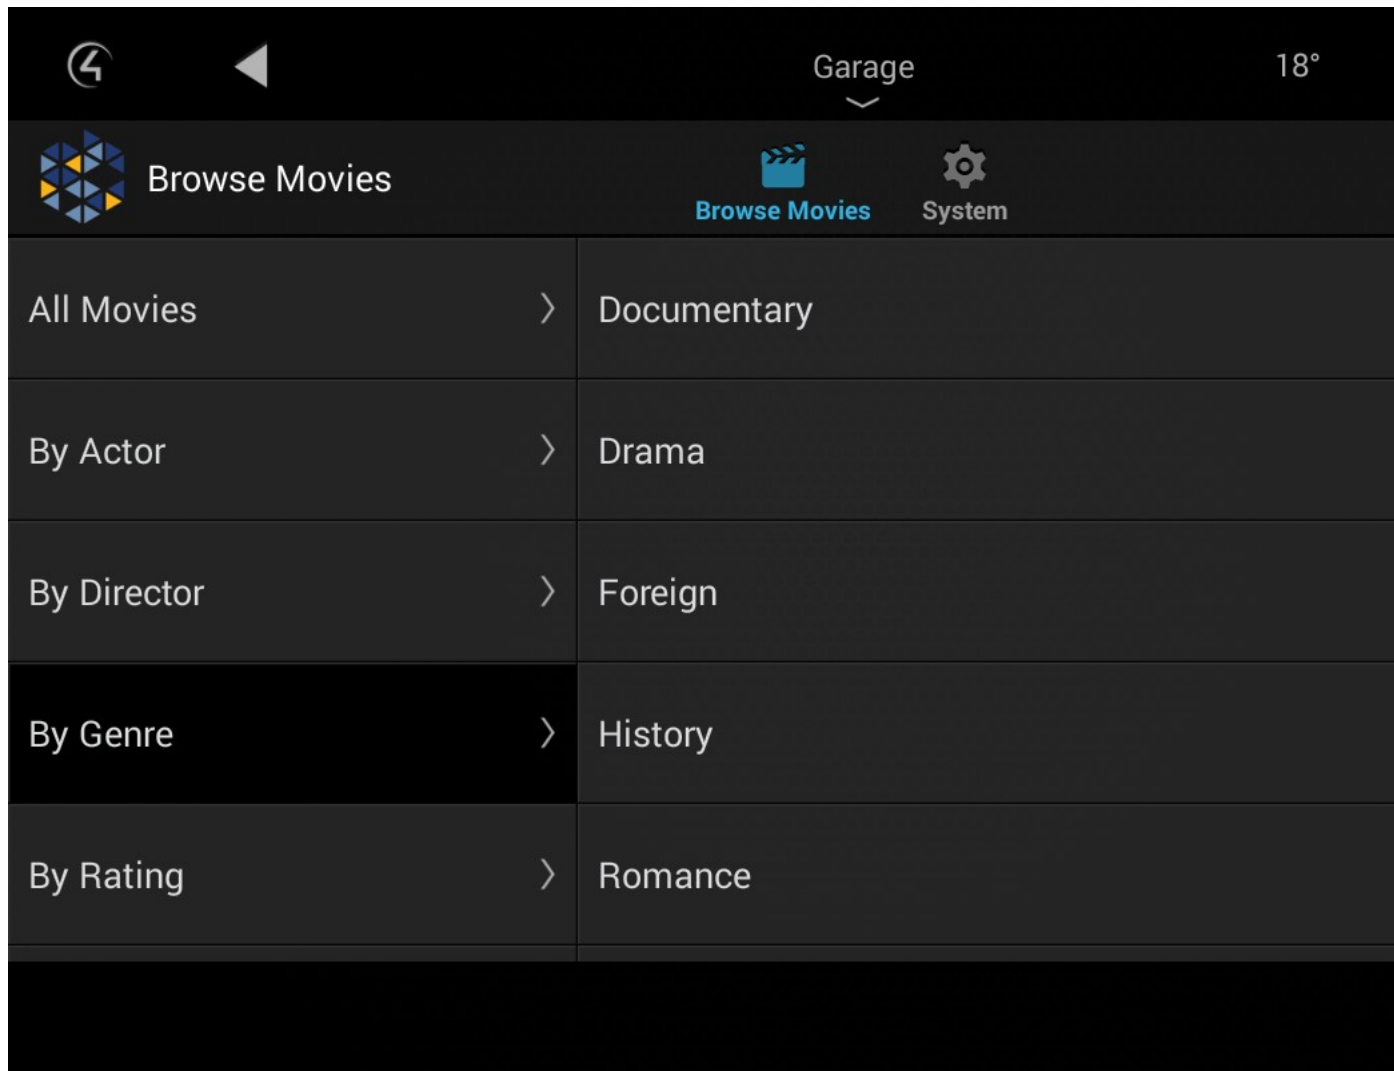 Garage
18°
Browse Movies
Browse Movies
System
All Movies
Documentary
By Actor
Drama
By Director
Foreign
By Genre
History
By Rating
Romance